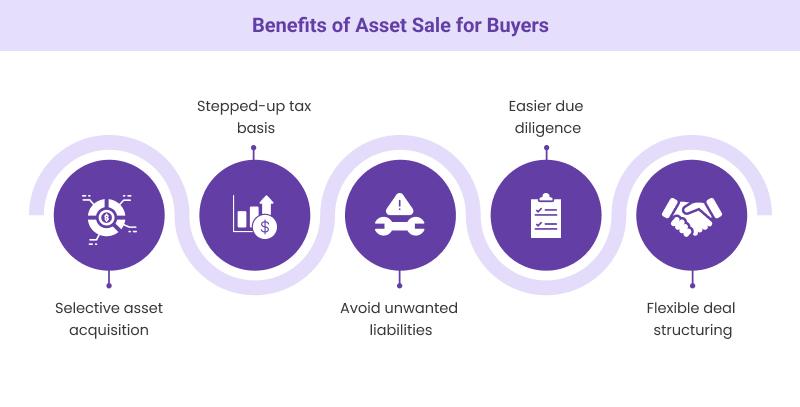 Benefits of Asset Sale for Buyers
Stepped-up tax
basis
Easier due
diligence
Selective asset
acquisition
Avoid unwanted
liabilities
Flexible deal
structuring